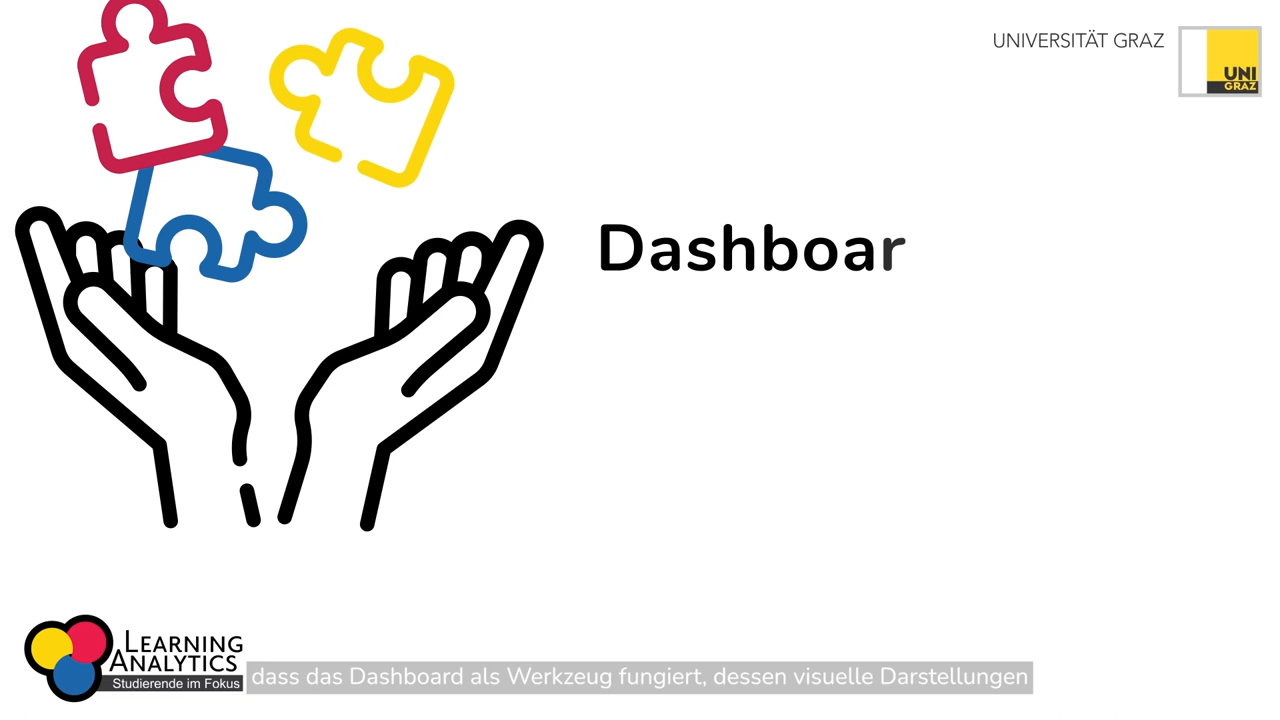 UNIVERSITÄT GRAZ
UNI
GRAZ
Dashboar
LEARNING
ANALYTICS
Studierende im Fokus
dass das Dashboard als Werkzeug fungiert, dessen visuelle Darstellungen